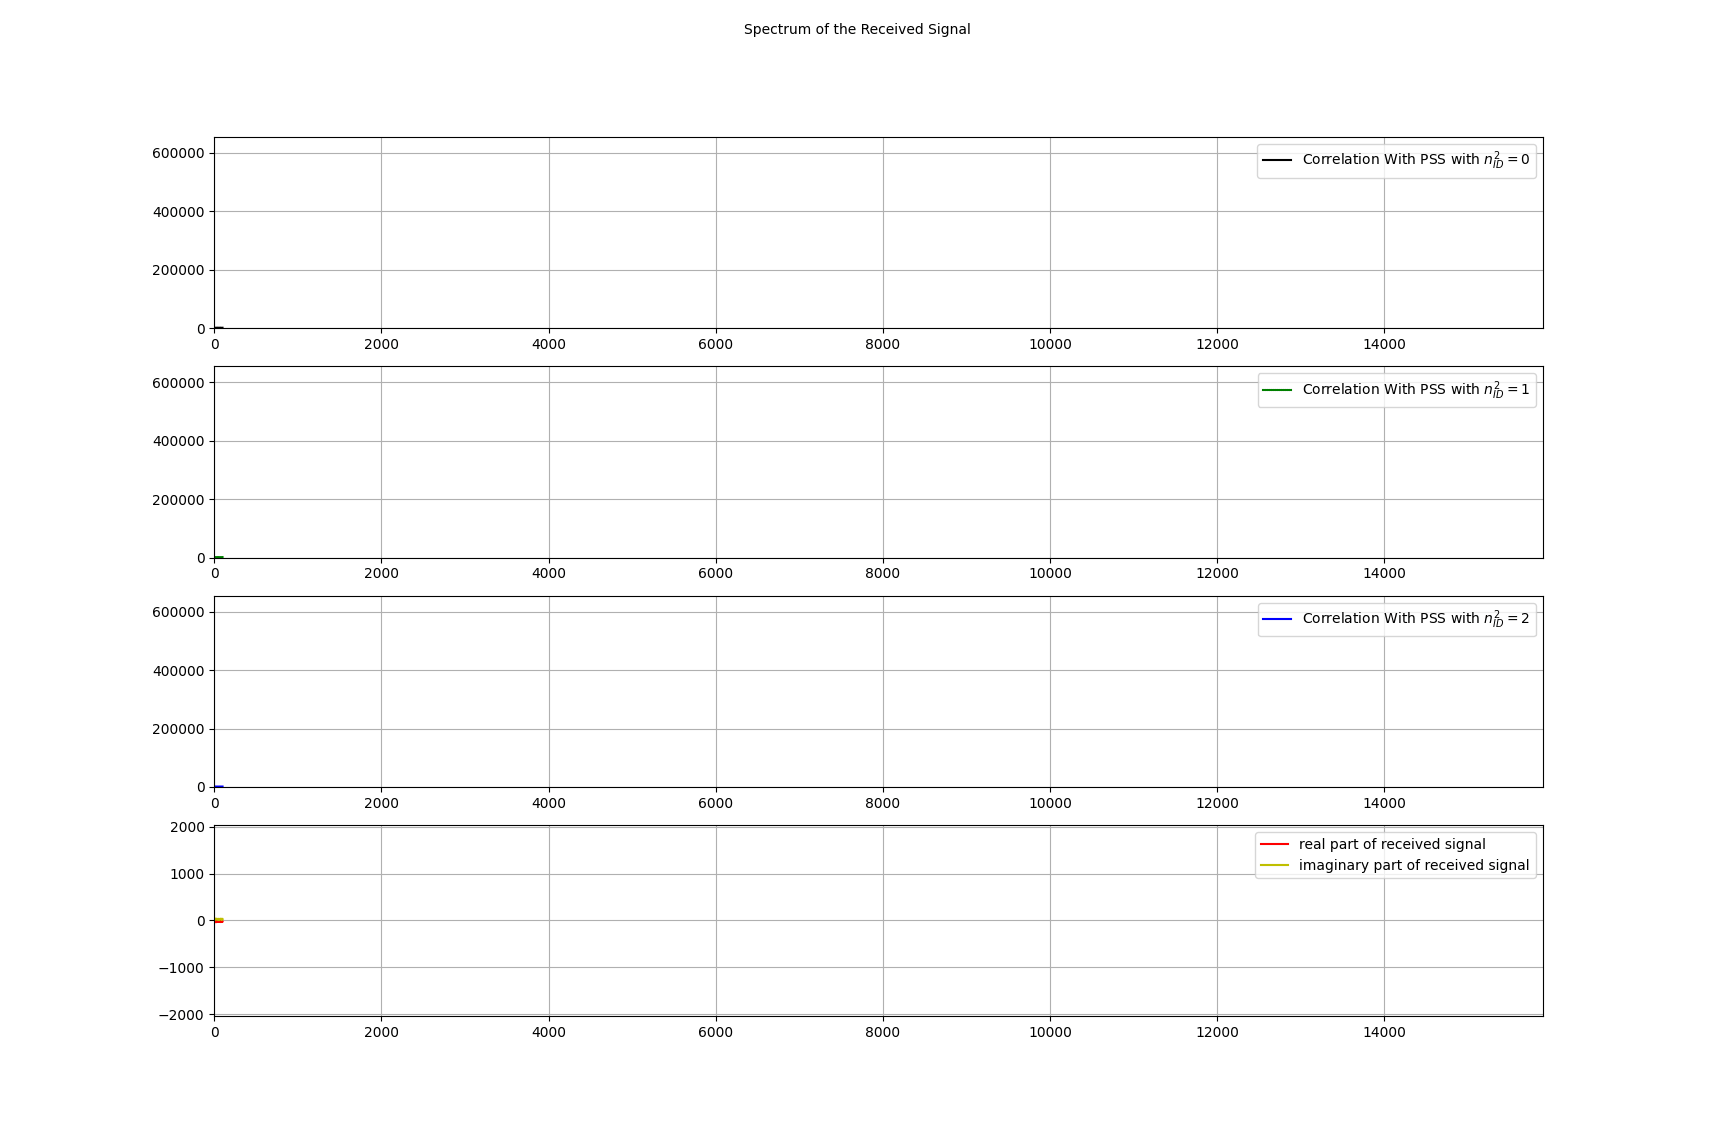 Spectrum of the Received Signal
600000
400000
200000
0
0 2000 4000 6000 8000 10000 12000 14000
Correlation With PSS with $n_{ID}^2 = 0$
600000
400000
200000
0
0 2000 4000 6000 8000 10000 12000 14000
Correlation With PSS with $n_{ID}^2 = 1$
600000
400000
200000
0
0 2000 4000 6000 8000 10000 12000 14000
Correlation With PSS with $n_{ID}^2 = 2$
2000
1000
0
−1000
−2000
0 2000 4000 6000 8000 10000 12000 14000
real part of received signal
imaginary part of received signal